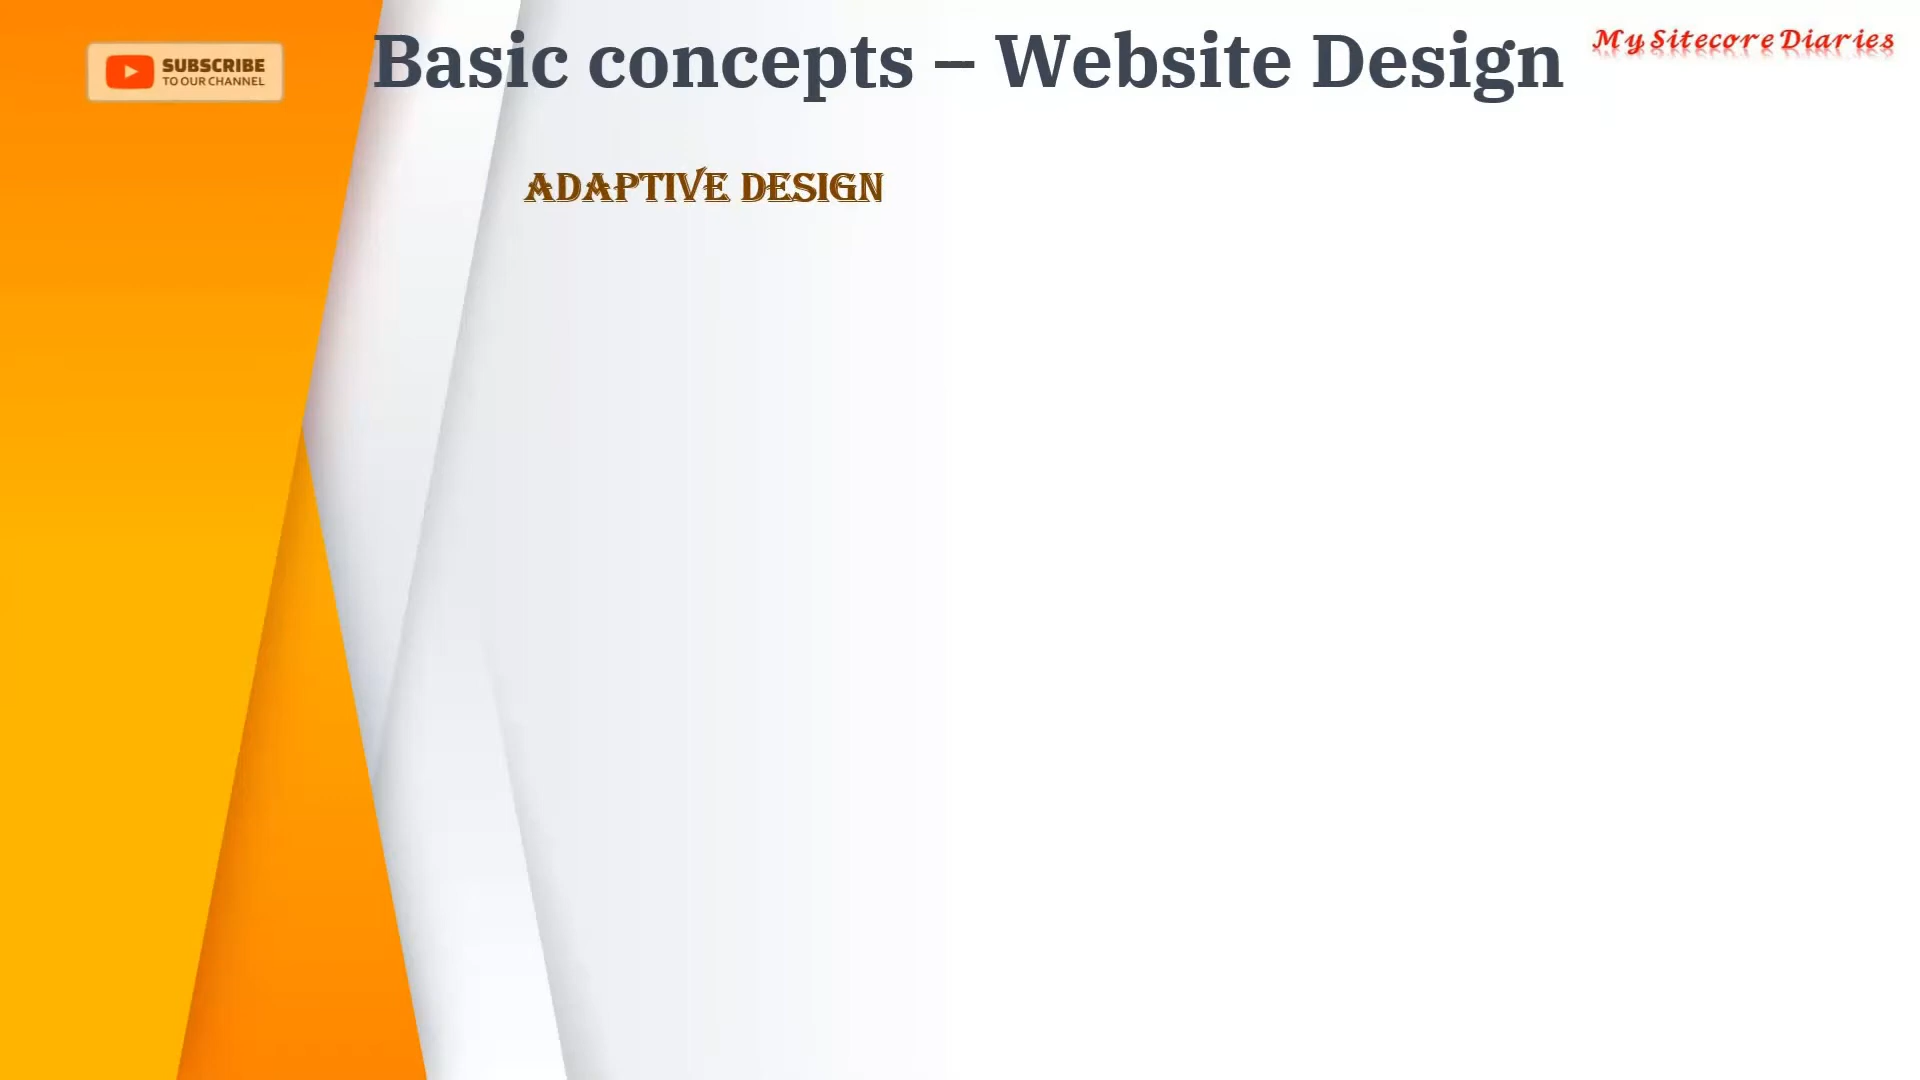 Basic concepts – Website Design
My Sitecore Diaries
SUBSCRIBE
TO OUR CHANNEL
ADAPTIVE DESIGN